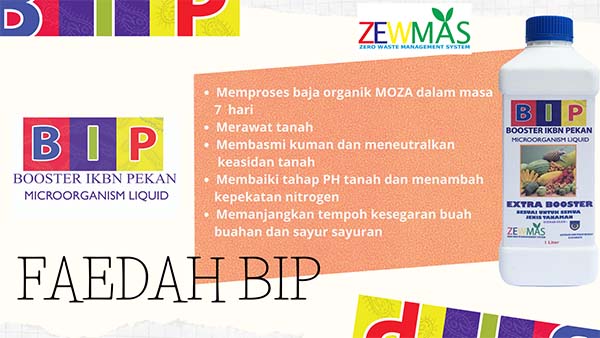 BIP
ZEWMAS
ZERO WASTE MANAGEMENT SYSTEM
BIP
BOOSTER IKBN PEKAN
MICROORGANISM LIQUID
• Memproses baja organik MOZA dalam masa
7 hari
• Merawat tanah
• Membasmi kuman dan meneutralkan
keasidan tanah
• Membaiki tahap PH tanah dan menambah
kepekatan nitrogen
• Memanjangkan tempoh kesegaran buah
buahan dan sayur sayuran
FAEDAH BIP
BIP
BOOSTER IKBN PEKAN
MICROORGANISM LIQUID
EXTRA BOOSTER
SESUAI UNTUK SEMUA
JENIS TANAMAN
ZEWMAS
1 Liter